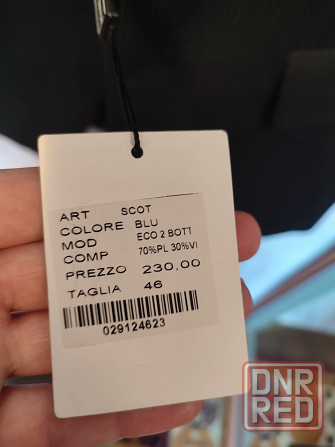 ART SCOT
COLORE BLU
MOD ECO 2 BOTT
COMP 70%PL 30%VI
PREZZO 230,00
TAGLIA 46
029124623
DNR
RED